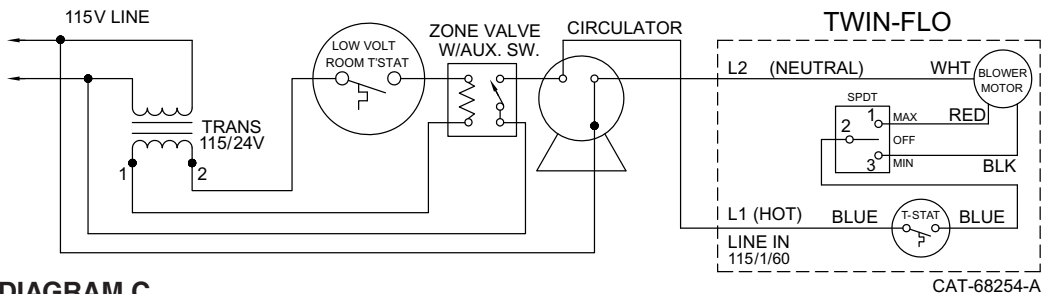 115V LINE
TRANS
115/24V
1
2
LOW VOLT
ROOM T'STAT
ZONE VALVE
W/AUX. SW.
CIRCULATOR
TWIN-FLO
L2 (NEUTRAL)
WHT
BLOWER
MOTOR
SPDT
1
MAX
RED
2
OFF
3
MIN
BLK
L1 (HOT)
BLUE
T-STAT
BLUE
LINE IN
115/1/60
CAT-68254-A
DIAGRAM C